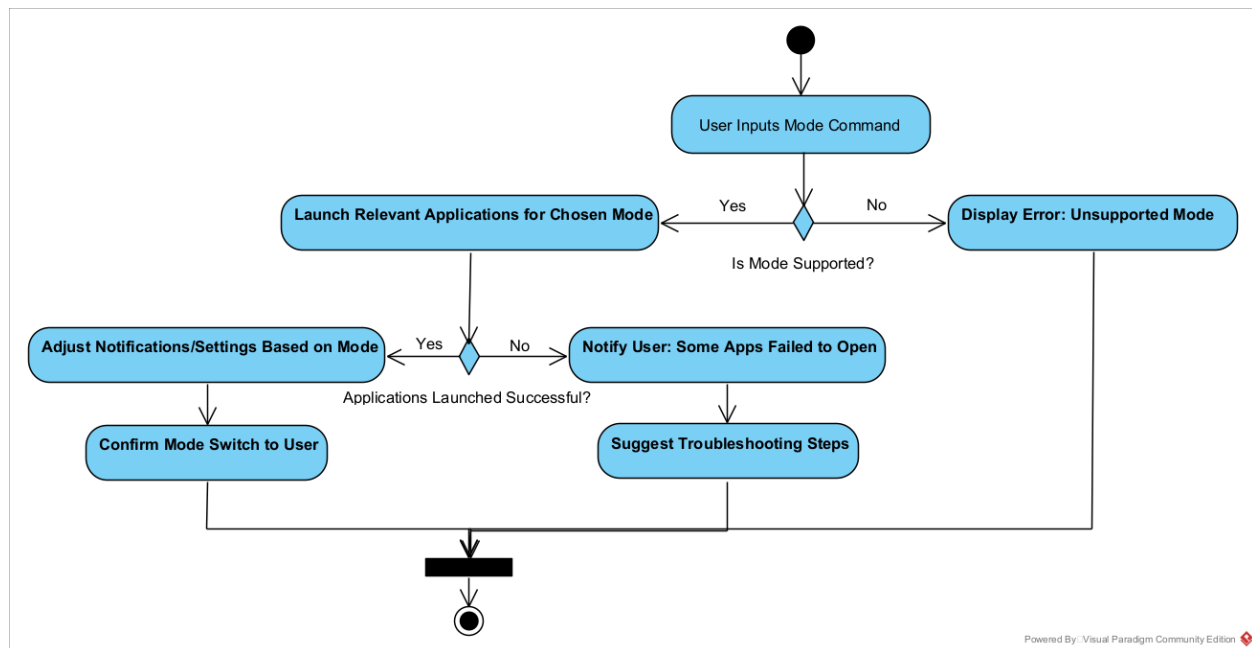 User Inputs Mode Command
Launch Relevant Applications for Chosen Mode
Yes
No
Display Error: Unsupported Mode
Is Mode Supported?
Adjust Notifications/Settings Based on Mode
Yes
No
Notify User: Some Apps Failed to Open
Applications Launched Successful?
Confirm Mode Switch to User
Suggest Troubleshooting Steps
Powered By Visual Paradigm Community Edition